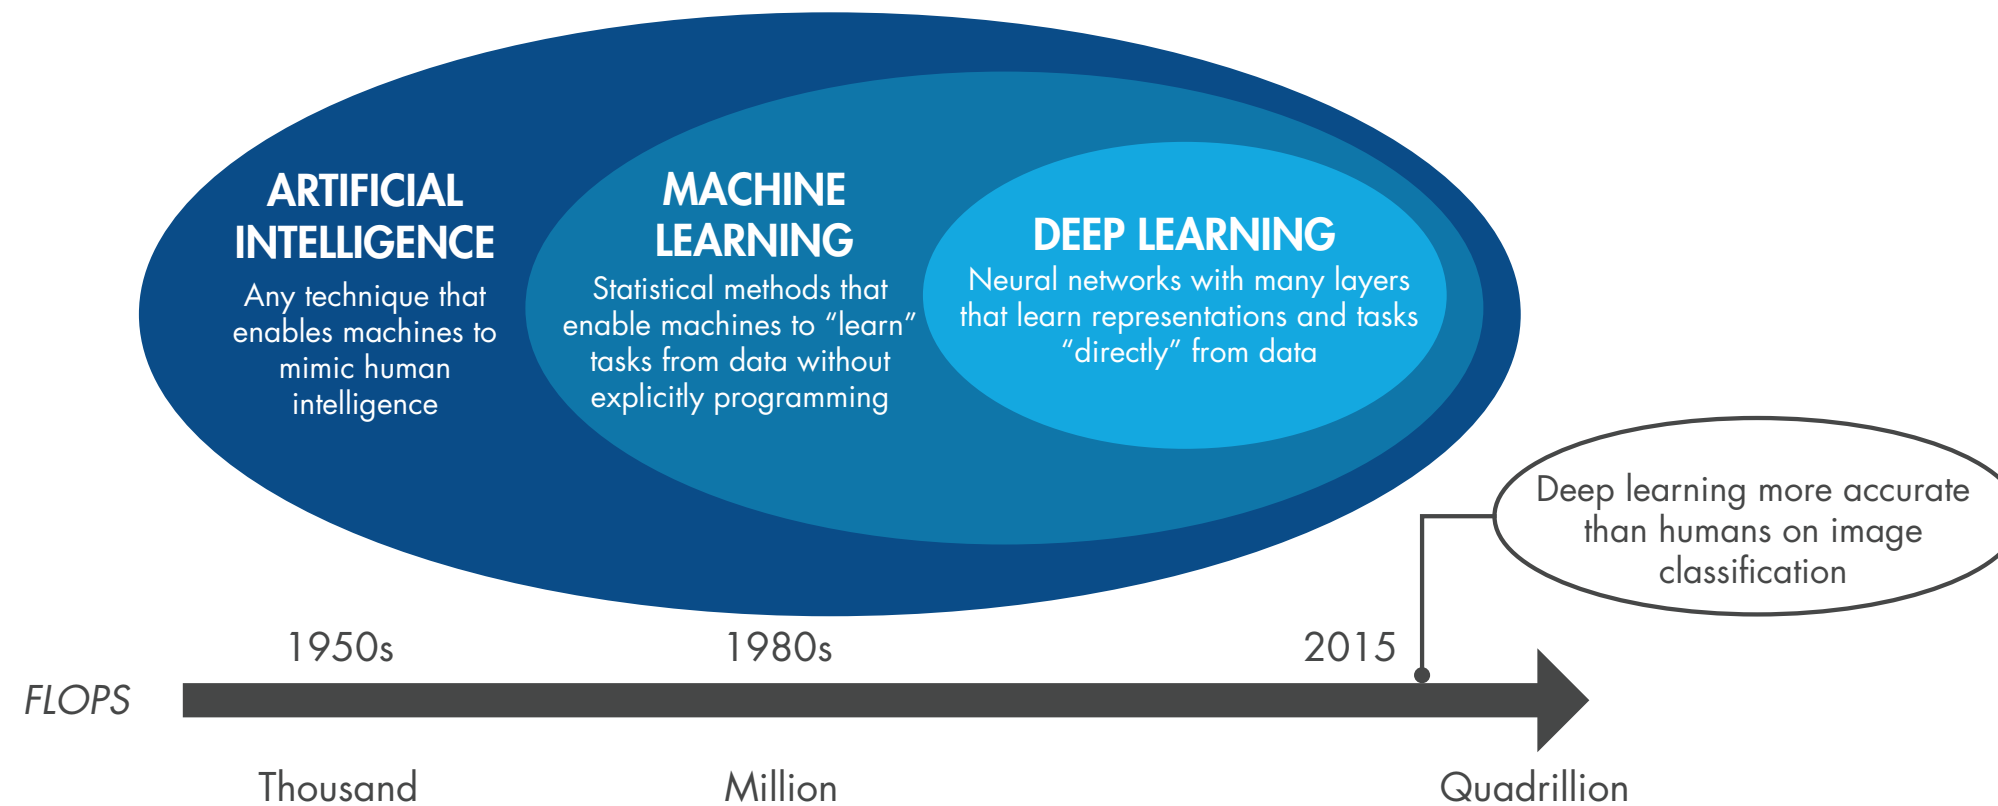 ARTIFICIAL
INTELLIGENCE
Any technique that
enables machines to
mimic human
intelligence
MACHINE
LEARNING
Statistical methods that
enable machines to “learn”
tasks from data without
explicitly programming
DEEP LEARNING
Neural networks with many layers
that learn representations and tasks
“directly” from data
Deep learning more accurate
than humans on image
classification
1950s
1980s
2015
FLOPS
Thousand
Million
Quadrillion